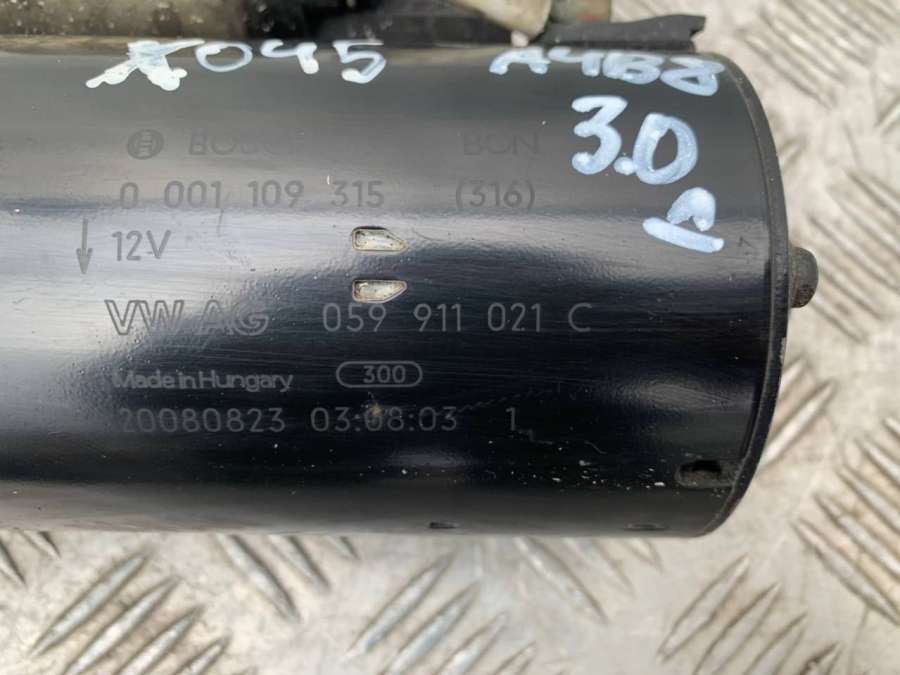 X045 A4B8
3.0 D
BOSCH BON
0 001 109 315 (316)
12V
VW AG 059 911 021 C
Made in Hungary 300
20080823 03:08:03 1